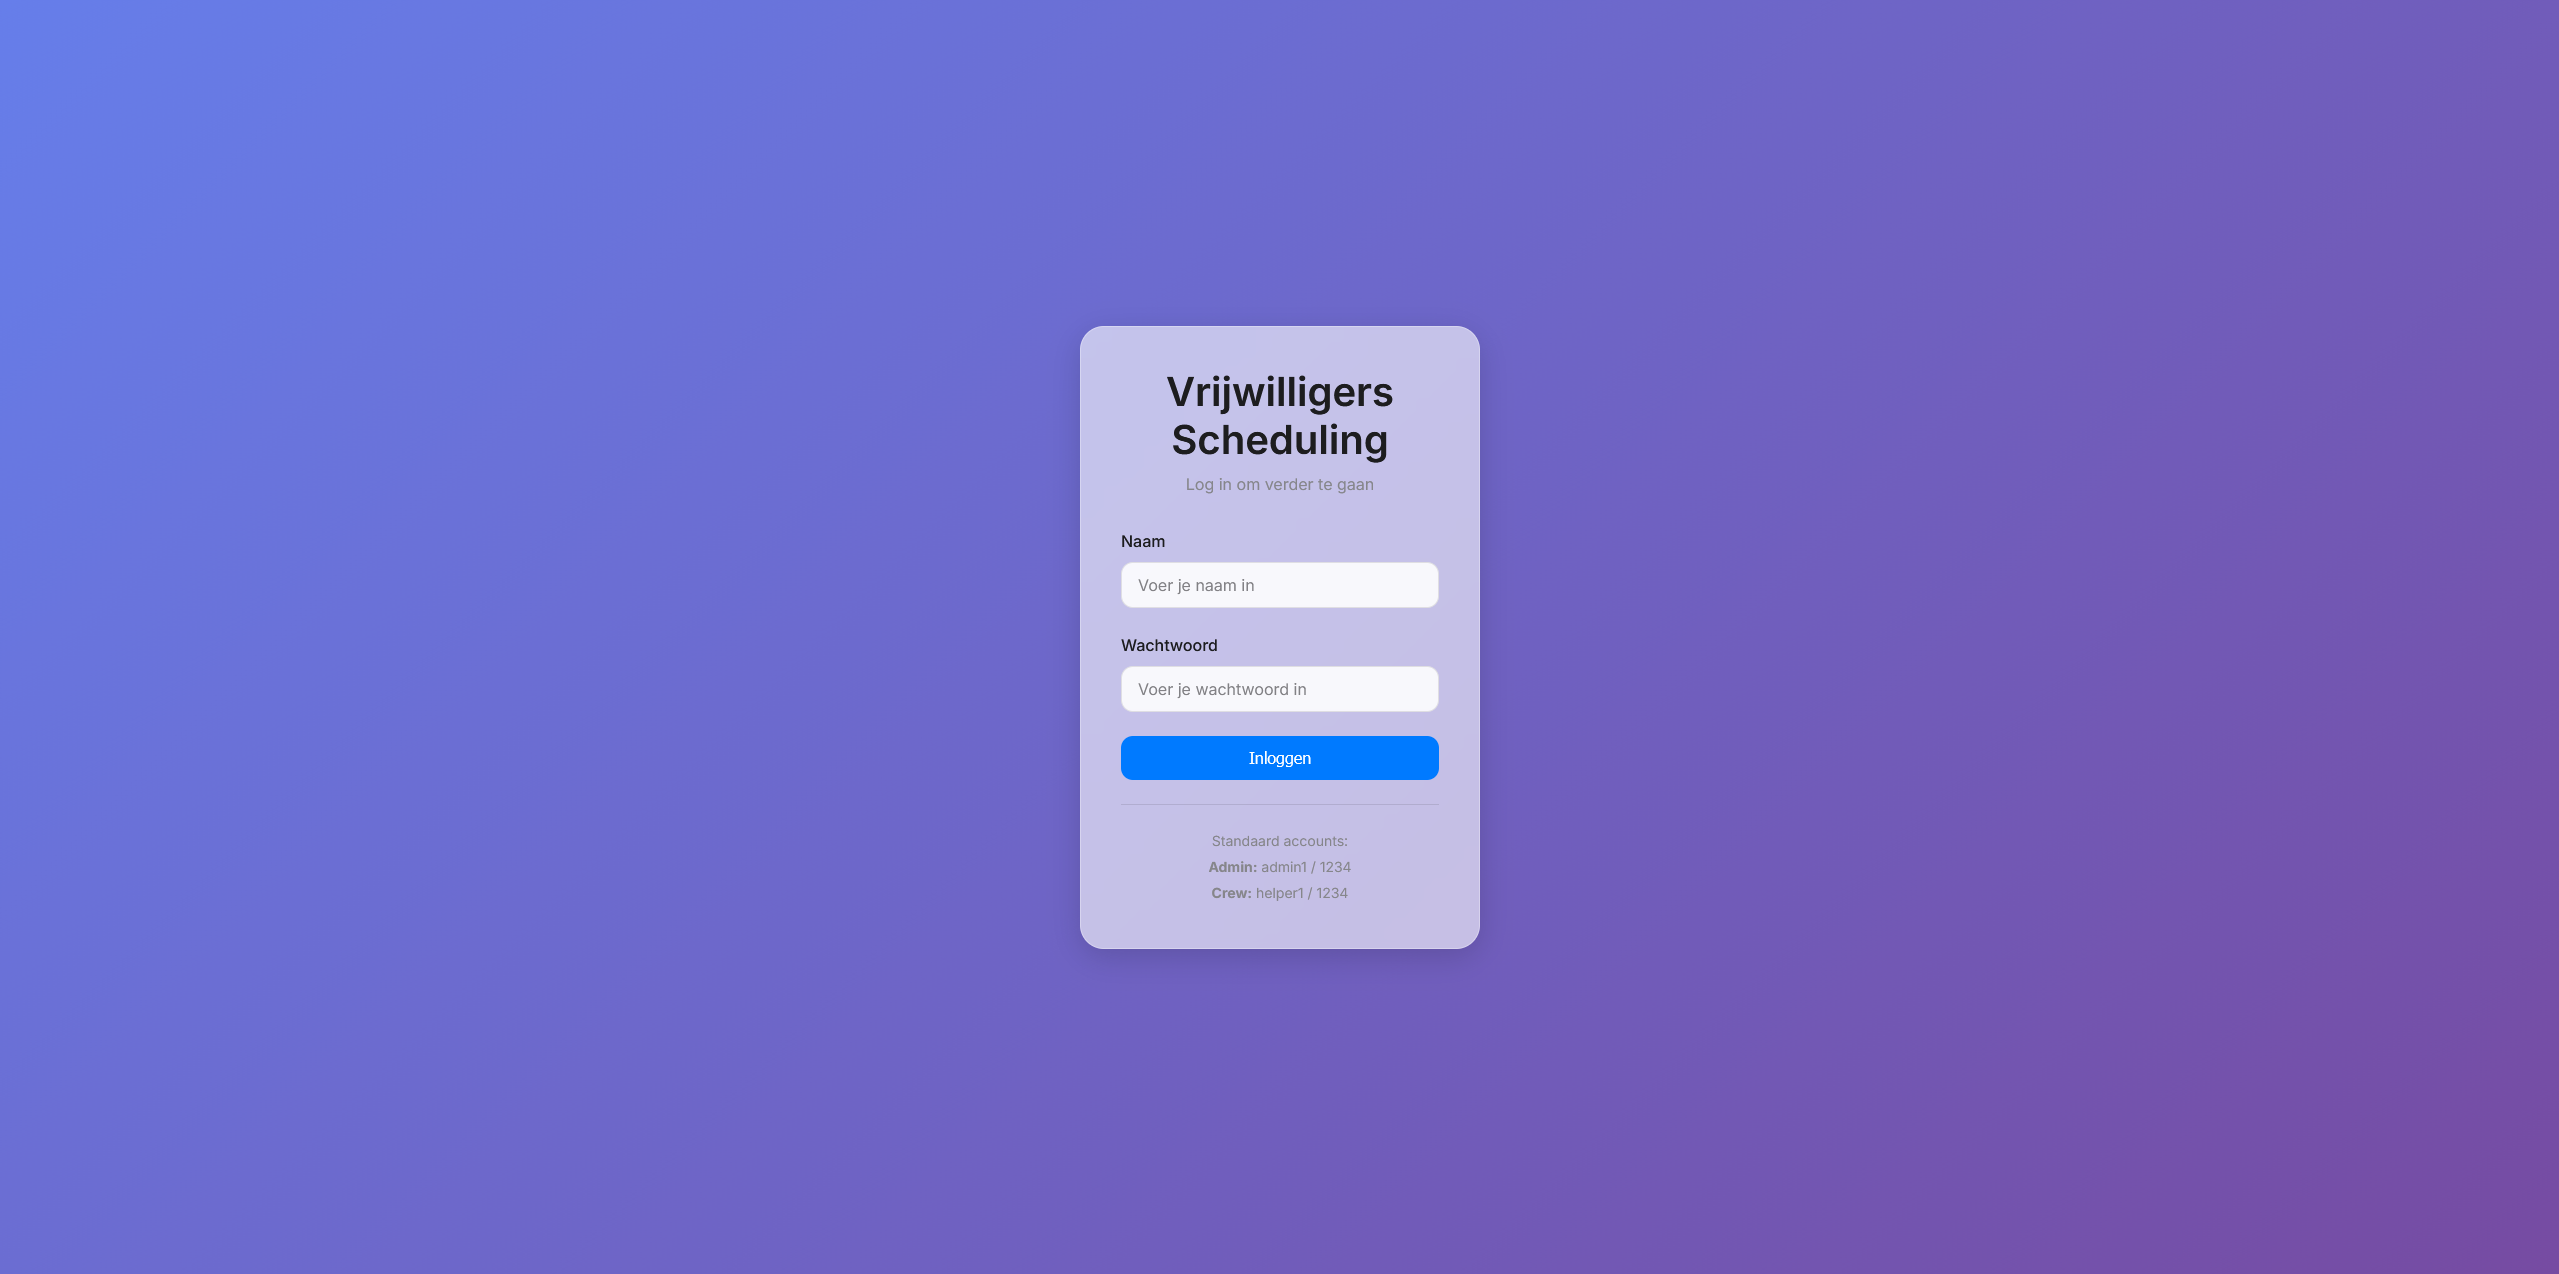 Vrijwilligers
Scheduling
Log in om verder te gaan
Naam
Voer je naam in
Wachtwoord
Voer je wachtwoord in
Inloggen
Standaard accounts:
Admin: admin1 / 1234
Crew: helper1 / 1234